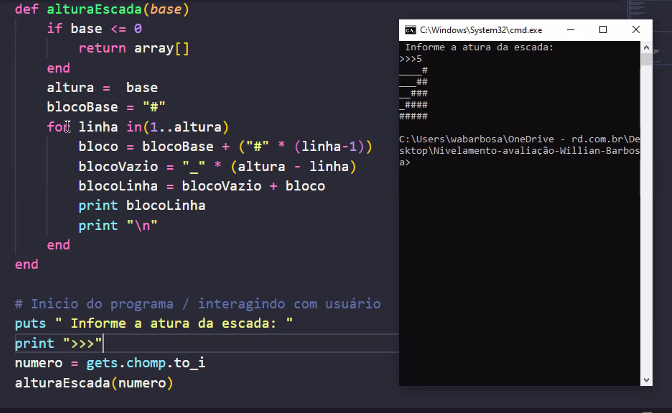 def alturaEscada(base)
if base <= 0
return array[]
end
altura =  base
blocoBase = "#"
for linha in(1..altura)
bloco = blocoBase + ("#" * (linha-1))
blocoVazio = "_" * (altura - linha)
blocoLinha = blocoVazio + bloco
print blocoLinha
print "\n"
end
end
# Inicio do programa / interagindo com usuário
puts " Informe a atura da escada: "
print ">>>"
numero = gets.chomp.to_i
alturaEscada(numero)
C:\Windows\System32\cmd.exe
Informe a atura da escada:
>>>5
____#
___##
__###
_####
#####
C:\Users\wabarbosa\OneDrive - rd.com.br\De
sktop\Nivelamento-avaliação-Willian-Barbos
a>